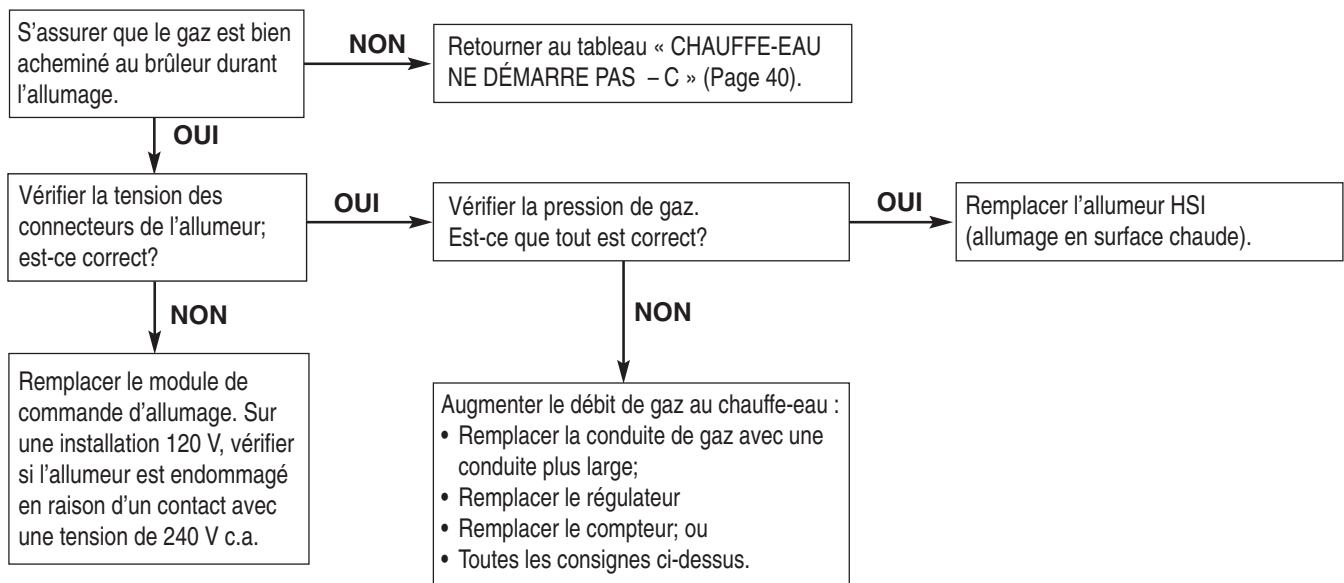 S'assurer que le gaz est bien
acheminé au brûleur durant
l'allumage.
NON
Retourner au tableau « CHAUFFE-EAU
NE DÉMARRE PAS – C » (Page 40).
OUI
Vérifier la tension des
connecteurs de l'allumeur;
est-ce correct?
OUI
Vérifier la pression de gaz.
Est-ce que tout est correct?
OUI
Remplacer l'allumeur HSI
(allumage en surface chaude).
NON
Remplacer le module de
commande d'allumage. Sur
une installation 120 V, vérifier
si l'allumeur est endommagé
en raison d'un contact avec
une tension de 240 V c.a.
NON
Augmenter le débit de gaz au chauffe-eau :
• Remplacer la conduite de gaz avec une
conduite plus large;
• Remplacer le régulateur
• Remplacer le compteur; ou
• Toutes les consignes ci-dessus.